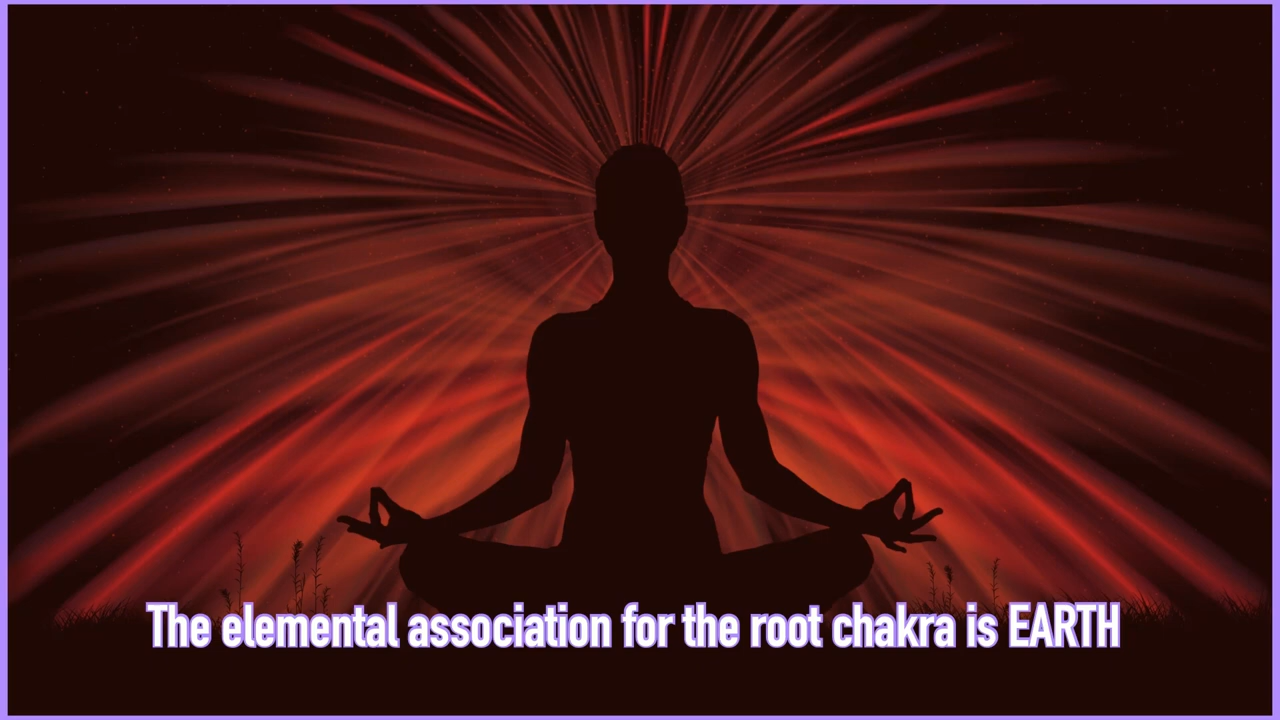 The elemental association for the root chakra is EARTH